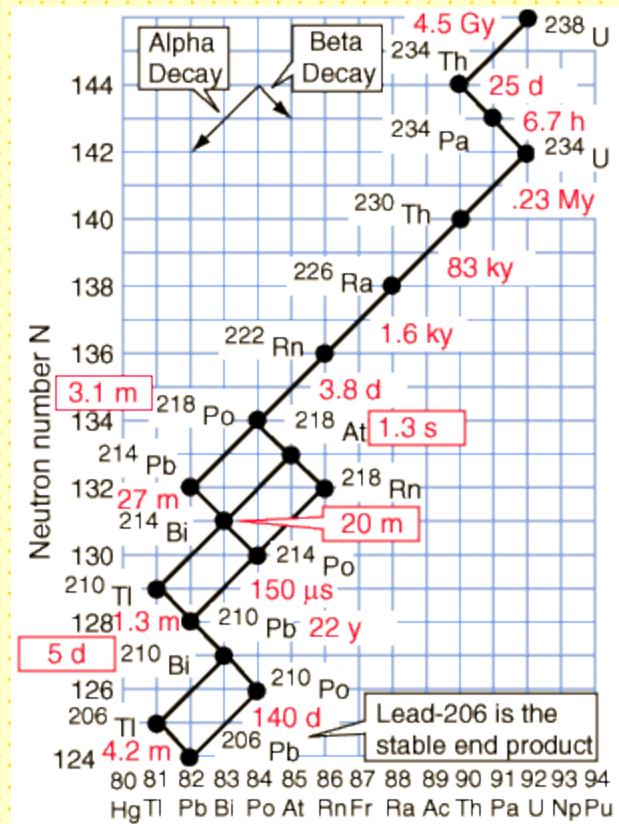 4.5 Gy
238 U
Alpha
Decay
Beta
Decay
234
Th
144
25 d
6.7 h
234 Pa
234 U
142
.23 My
140
230 Th
83 ky
138
226 Ra
1.6 ky
136
222 Rn
3.8 d
3.1 m
134
218 Po
218 At
1.3 s
214 Pb
132
218 Rn
27 m
20 m
214 Bi
130
214 Po
210 Tl
150 μs
128
1.3 m
210 Pb
22 y
5 d
210 Bi
126
210 Po
206 Tl
140 d
Lead-206 is the
stable end product
4.2 m
206 Pb
124
Neutron number N
80 81 82 83 84 85 86 87 88 89 90 91 92 93 94
Hg Tl Pb Bi Po At Rn Fr Ra Ac Th Pa U Np Pu